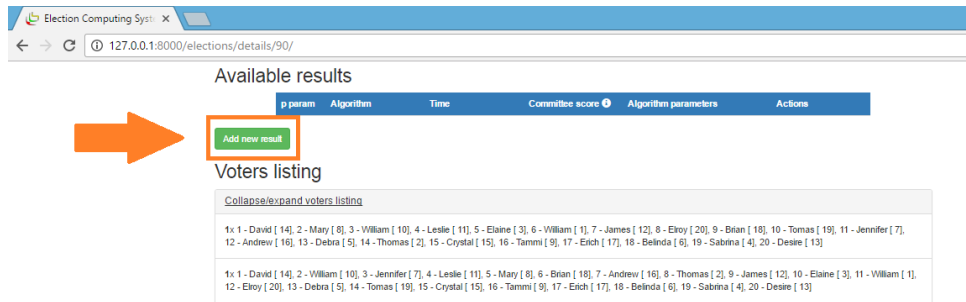 Election Computing Syst
127.0.0.1:8000/elections/details/90/
Available results
p param Algorithm Time Committee score Algorithm parameters Actions
Add new result
Voters listing
Collapse/expand voters listing
1x 1 - David [ 14], 2 - Mary [ 8], 3 - William [ 10], 4 - Leslie [ 11], 5 - Elaine [ 3], 6 - William [ 1], 7 - James [ 12], 8 - Elroy [ 20], 9 - Brian [ 18], 10 - Tomas [ 19], 11 - Jennifer [ 7],
12 - Andrew [ 16], 13 - Debra [ 5], 14 - Thomas [ 2], 15 - Crystal [ 15], 16 - Tammi [ 9], 17 - Erich [ 17], 18 - Belinda [ 6], 19 - Sabrina [ 4], 20 - Desire [ 13]
1x 1 - David [ 14], 2 - William [ 10], 3 - Jennifer [ 7], 4 - Leslie [ 11], 5 - Mary [ 8], 6 - Brian [ 18], 7 - Andrew [ 16], 8 - Thomas [ 2], 9 - James [ 12], 10 - Elaine [ 3], 11 - William [ 1],
12 - Elroy [ 20], 13 - Debra [ 5], 14 - Tomas [ 19], 15 - Crystal [ 15], 16 - Tammi [ 9], 17 - Erich [ 17], 18 - Belinda [ 6], 19 - Sabrina [ 4], 20 - Desire [ 13]